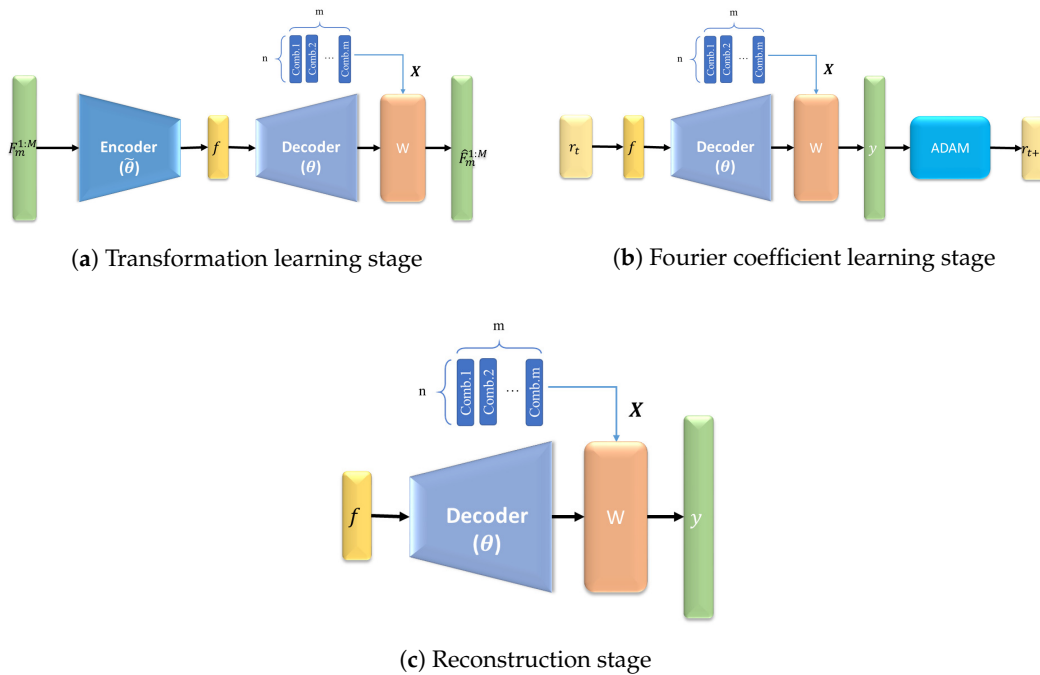 m
n
Comb.1 Comb.2 ... Comb.m
X
F_m^{1:M}
Encoder
(θ̃)
f
Decoder
(θ)
W
F̂_m^{1:M}
(a) Transformation learning stage
m
n
Comb.1 Comb.2 ... Comb.m
X
r_t
f
Decoder
(θ)
W
y
ADAM
r_{t+
(b) Fourier coefficient learning stage
m
n
Comb.1 Comb.2 ... Comb.m
X
f
Decoder
(θ)
W
y
(c) Reconstruction stage